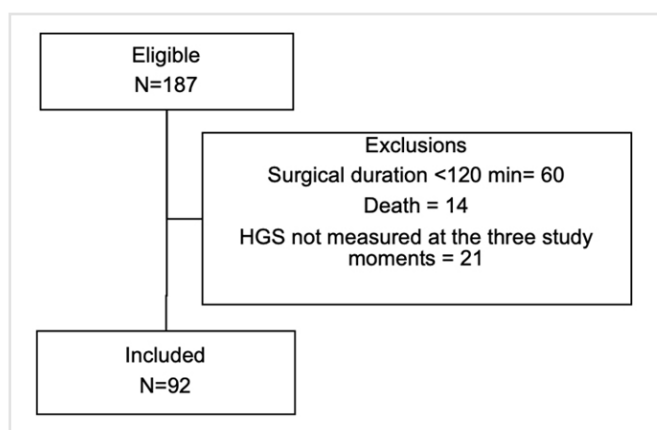 Eligible
N=187
Exclusions
Surgical duration <120 min= 60
Death = 14
HGS not measured at the three study
moments = 21
Included
N=92